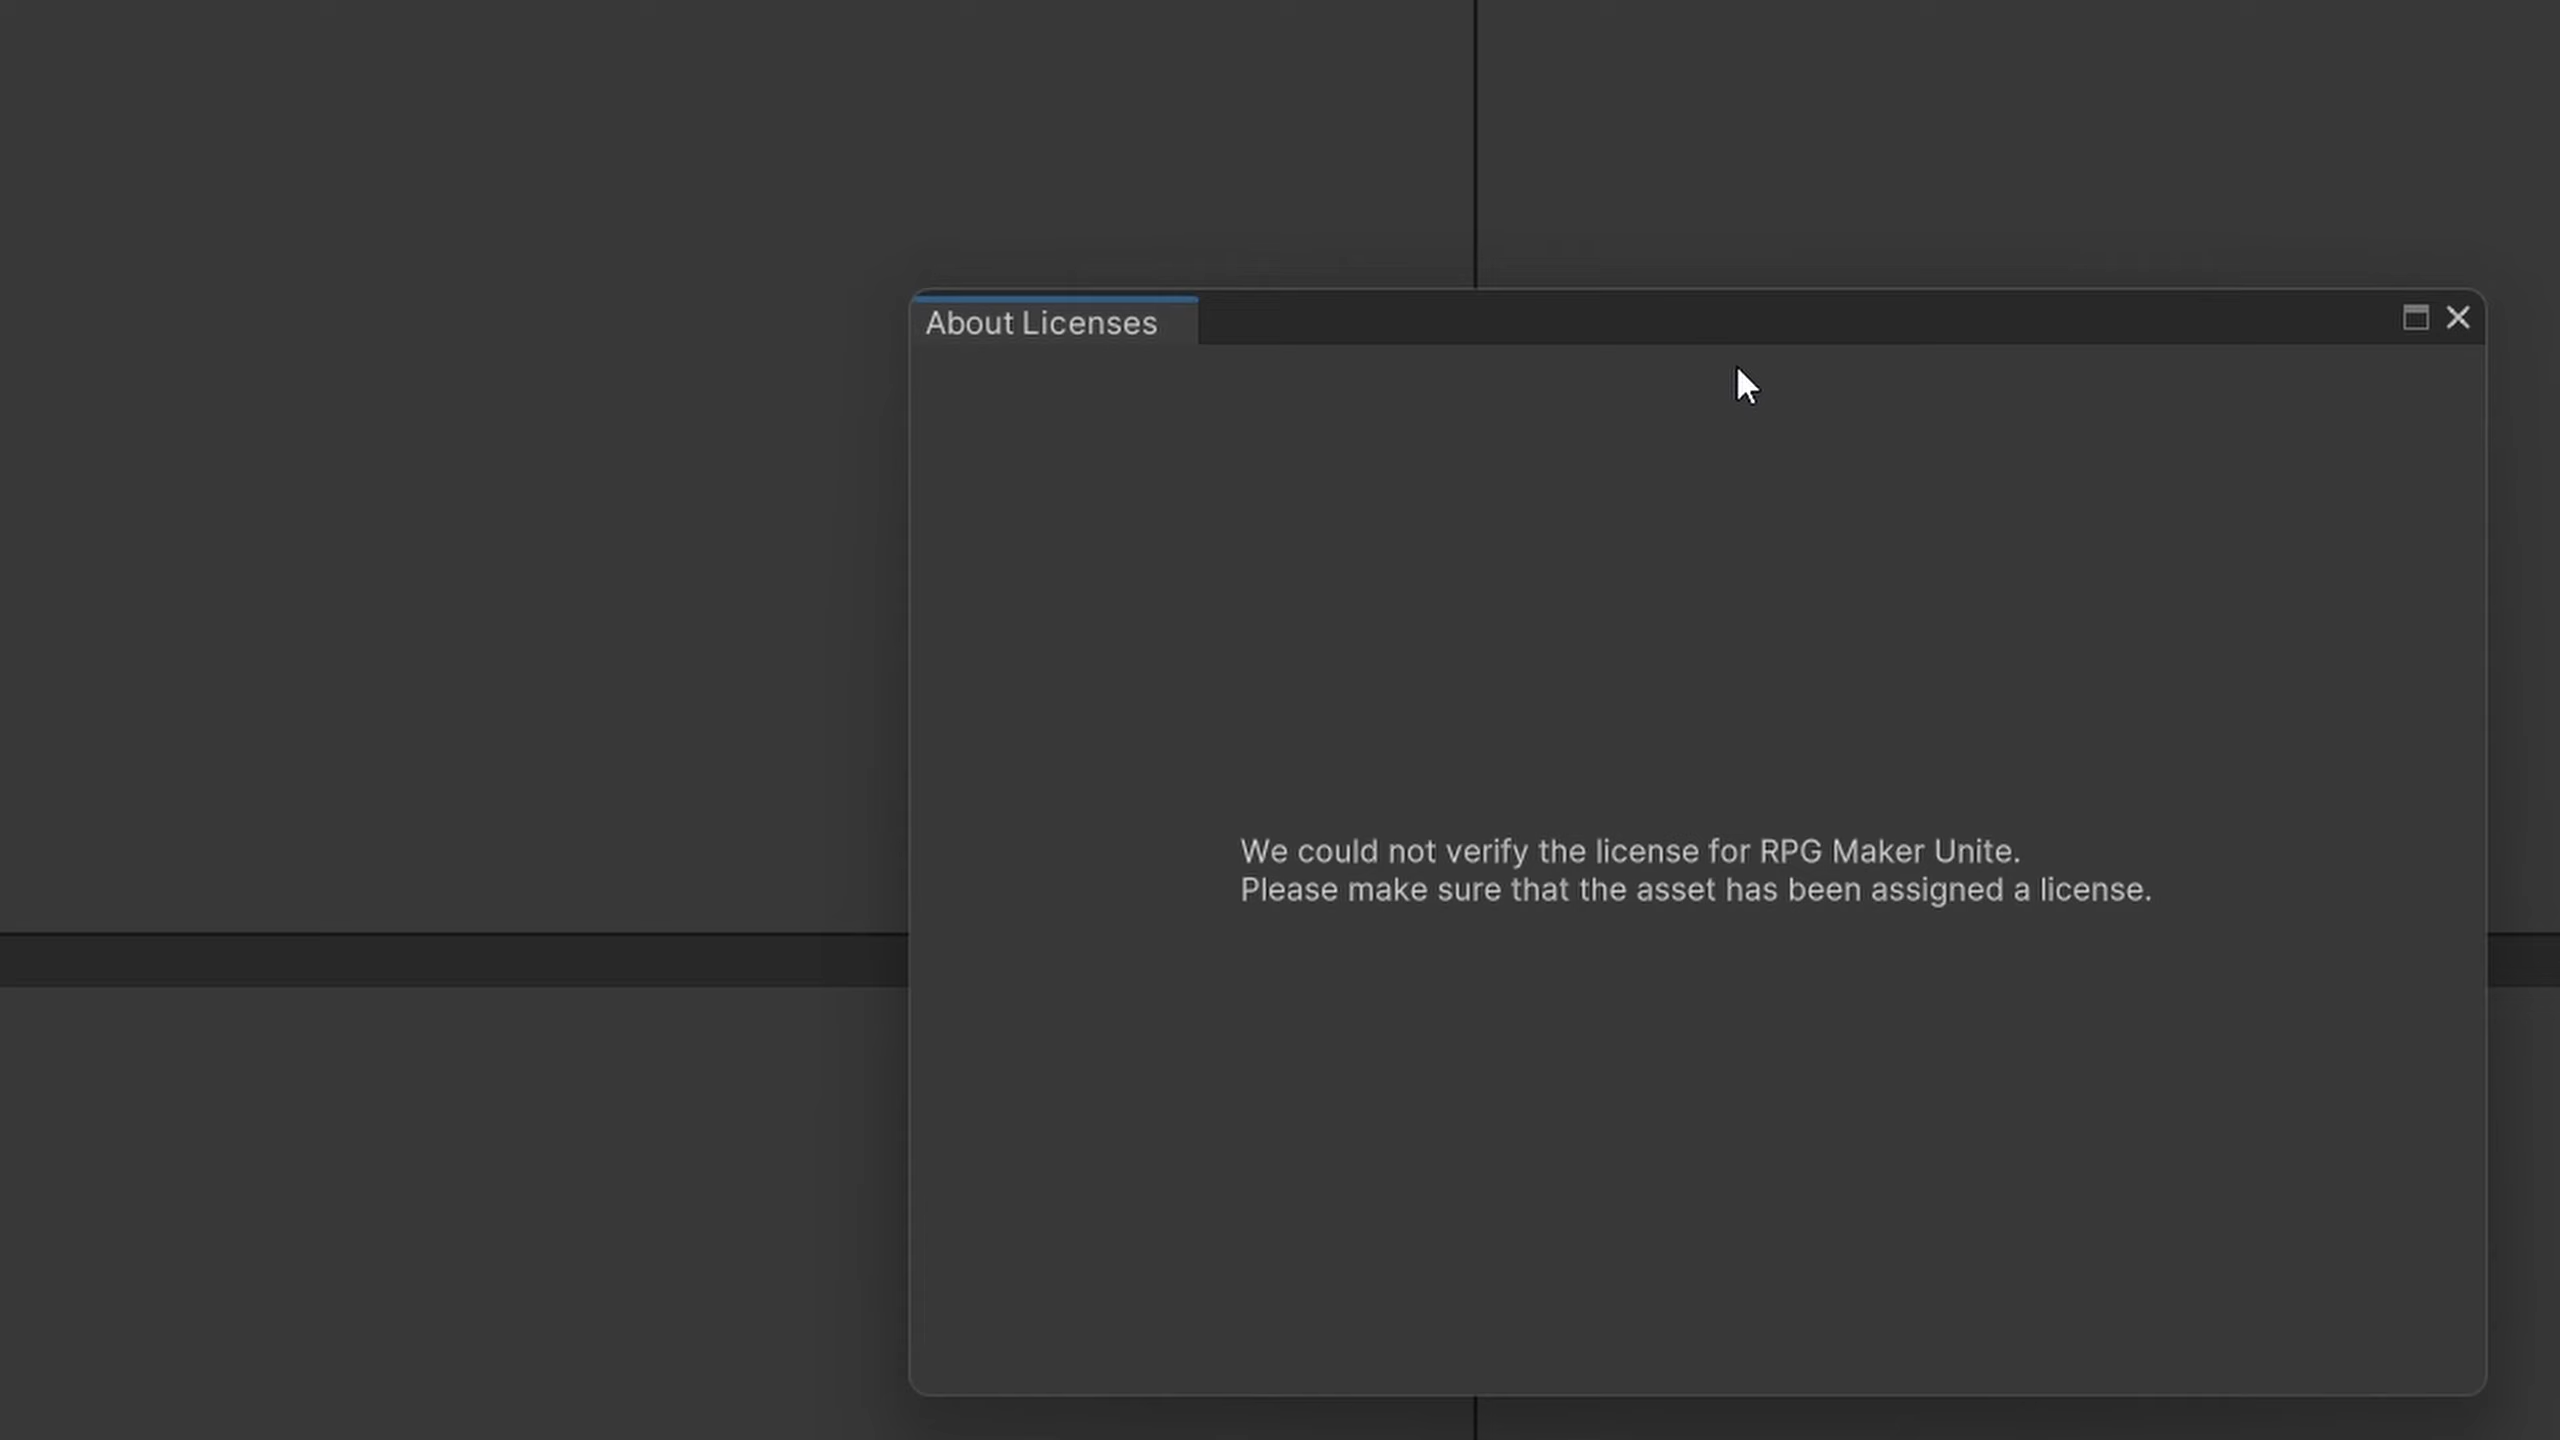 About Licenses
We could not verify the license for RPG Maker Unite.
Please make sure that the asset has been assigned a license.